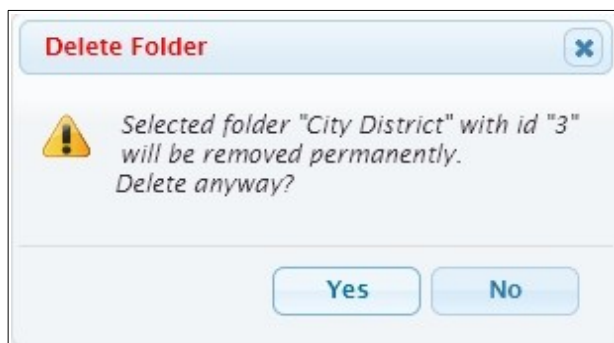 Delete Folder
Selected folder "City District" with id "3"
will be removed permanently.
Delete anyway?
Yes No